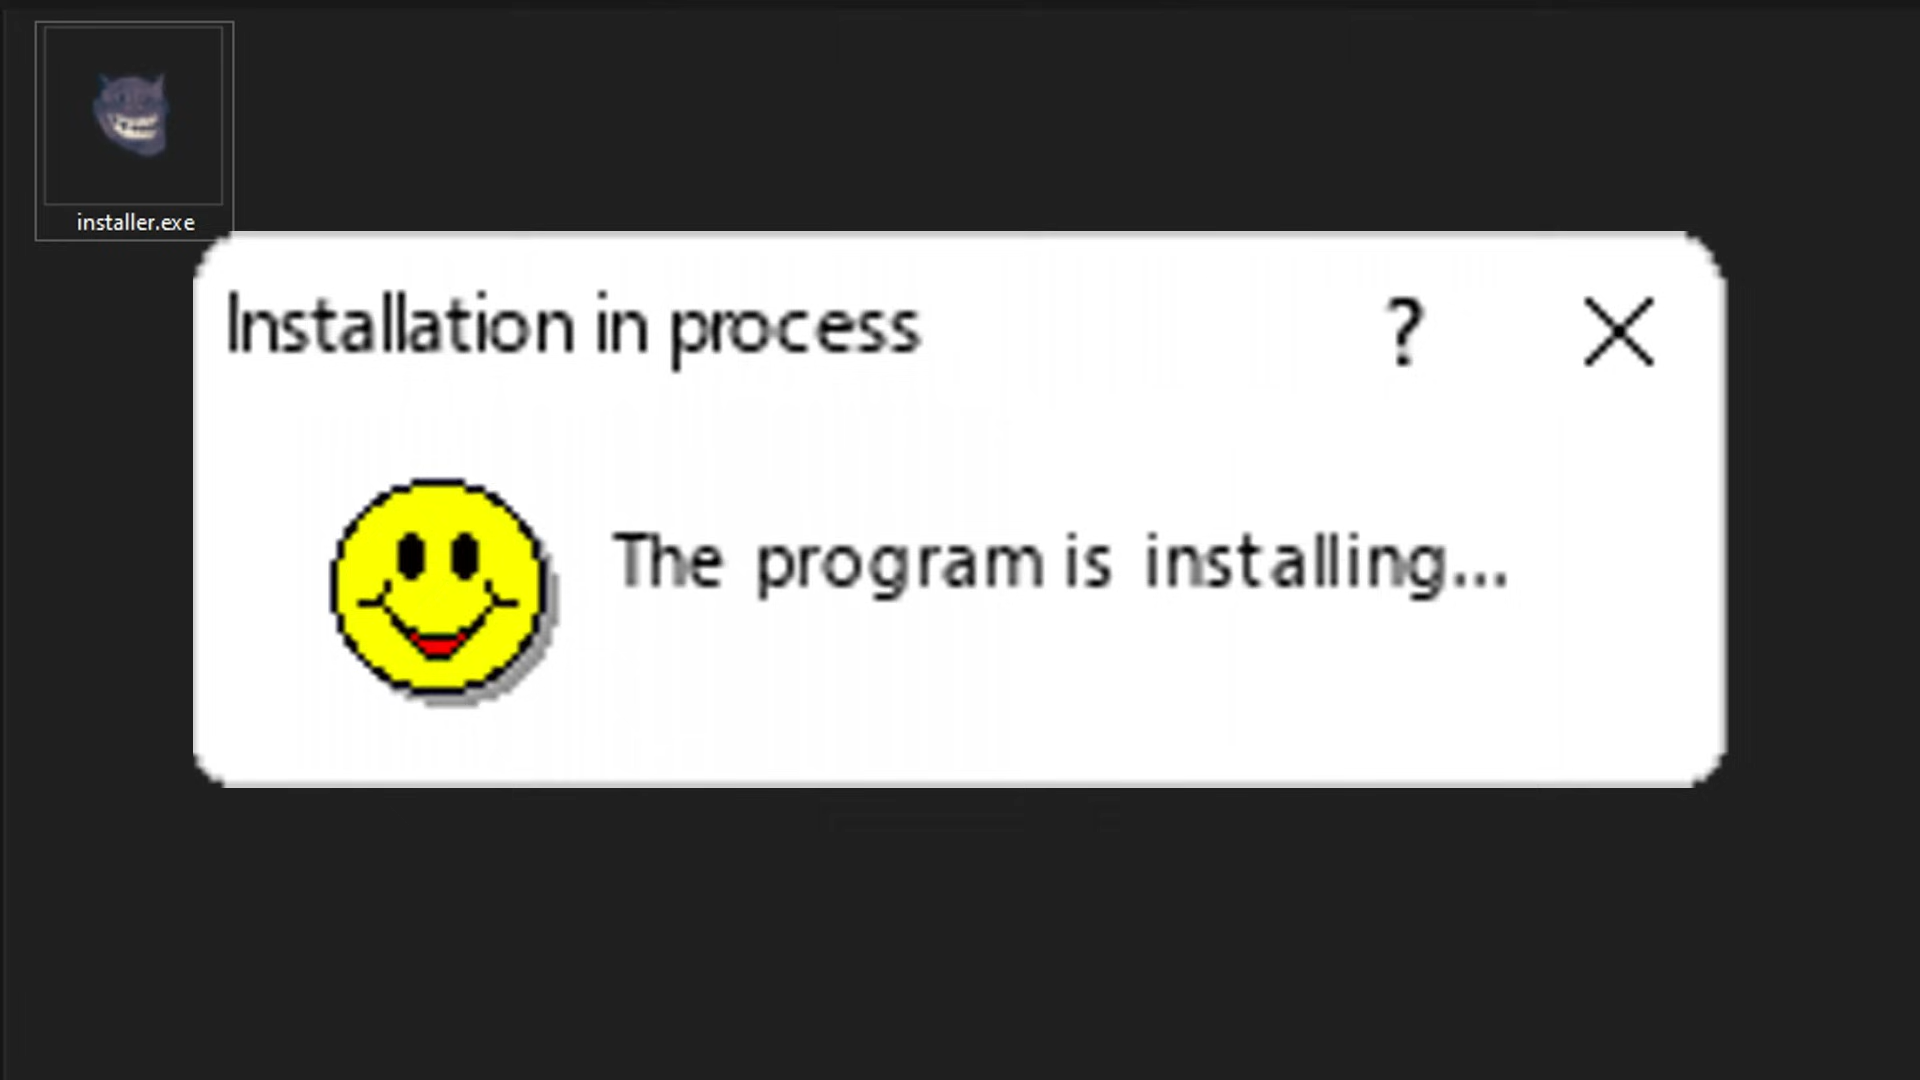 installer.exe
Installation in process ?
The program is installing...